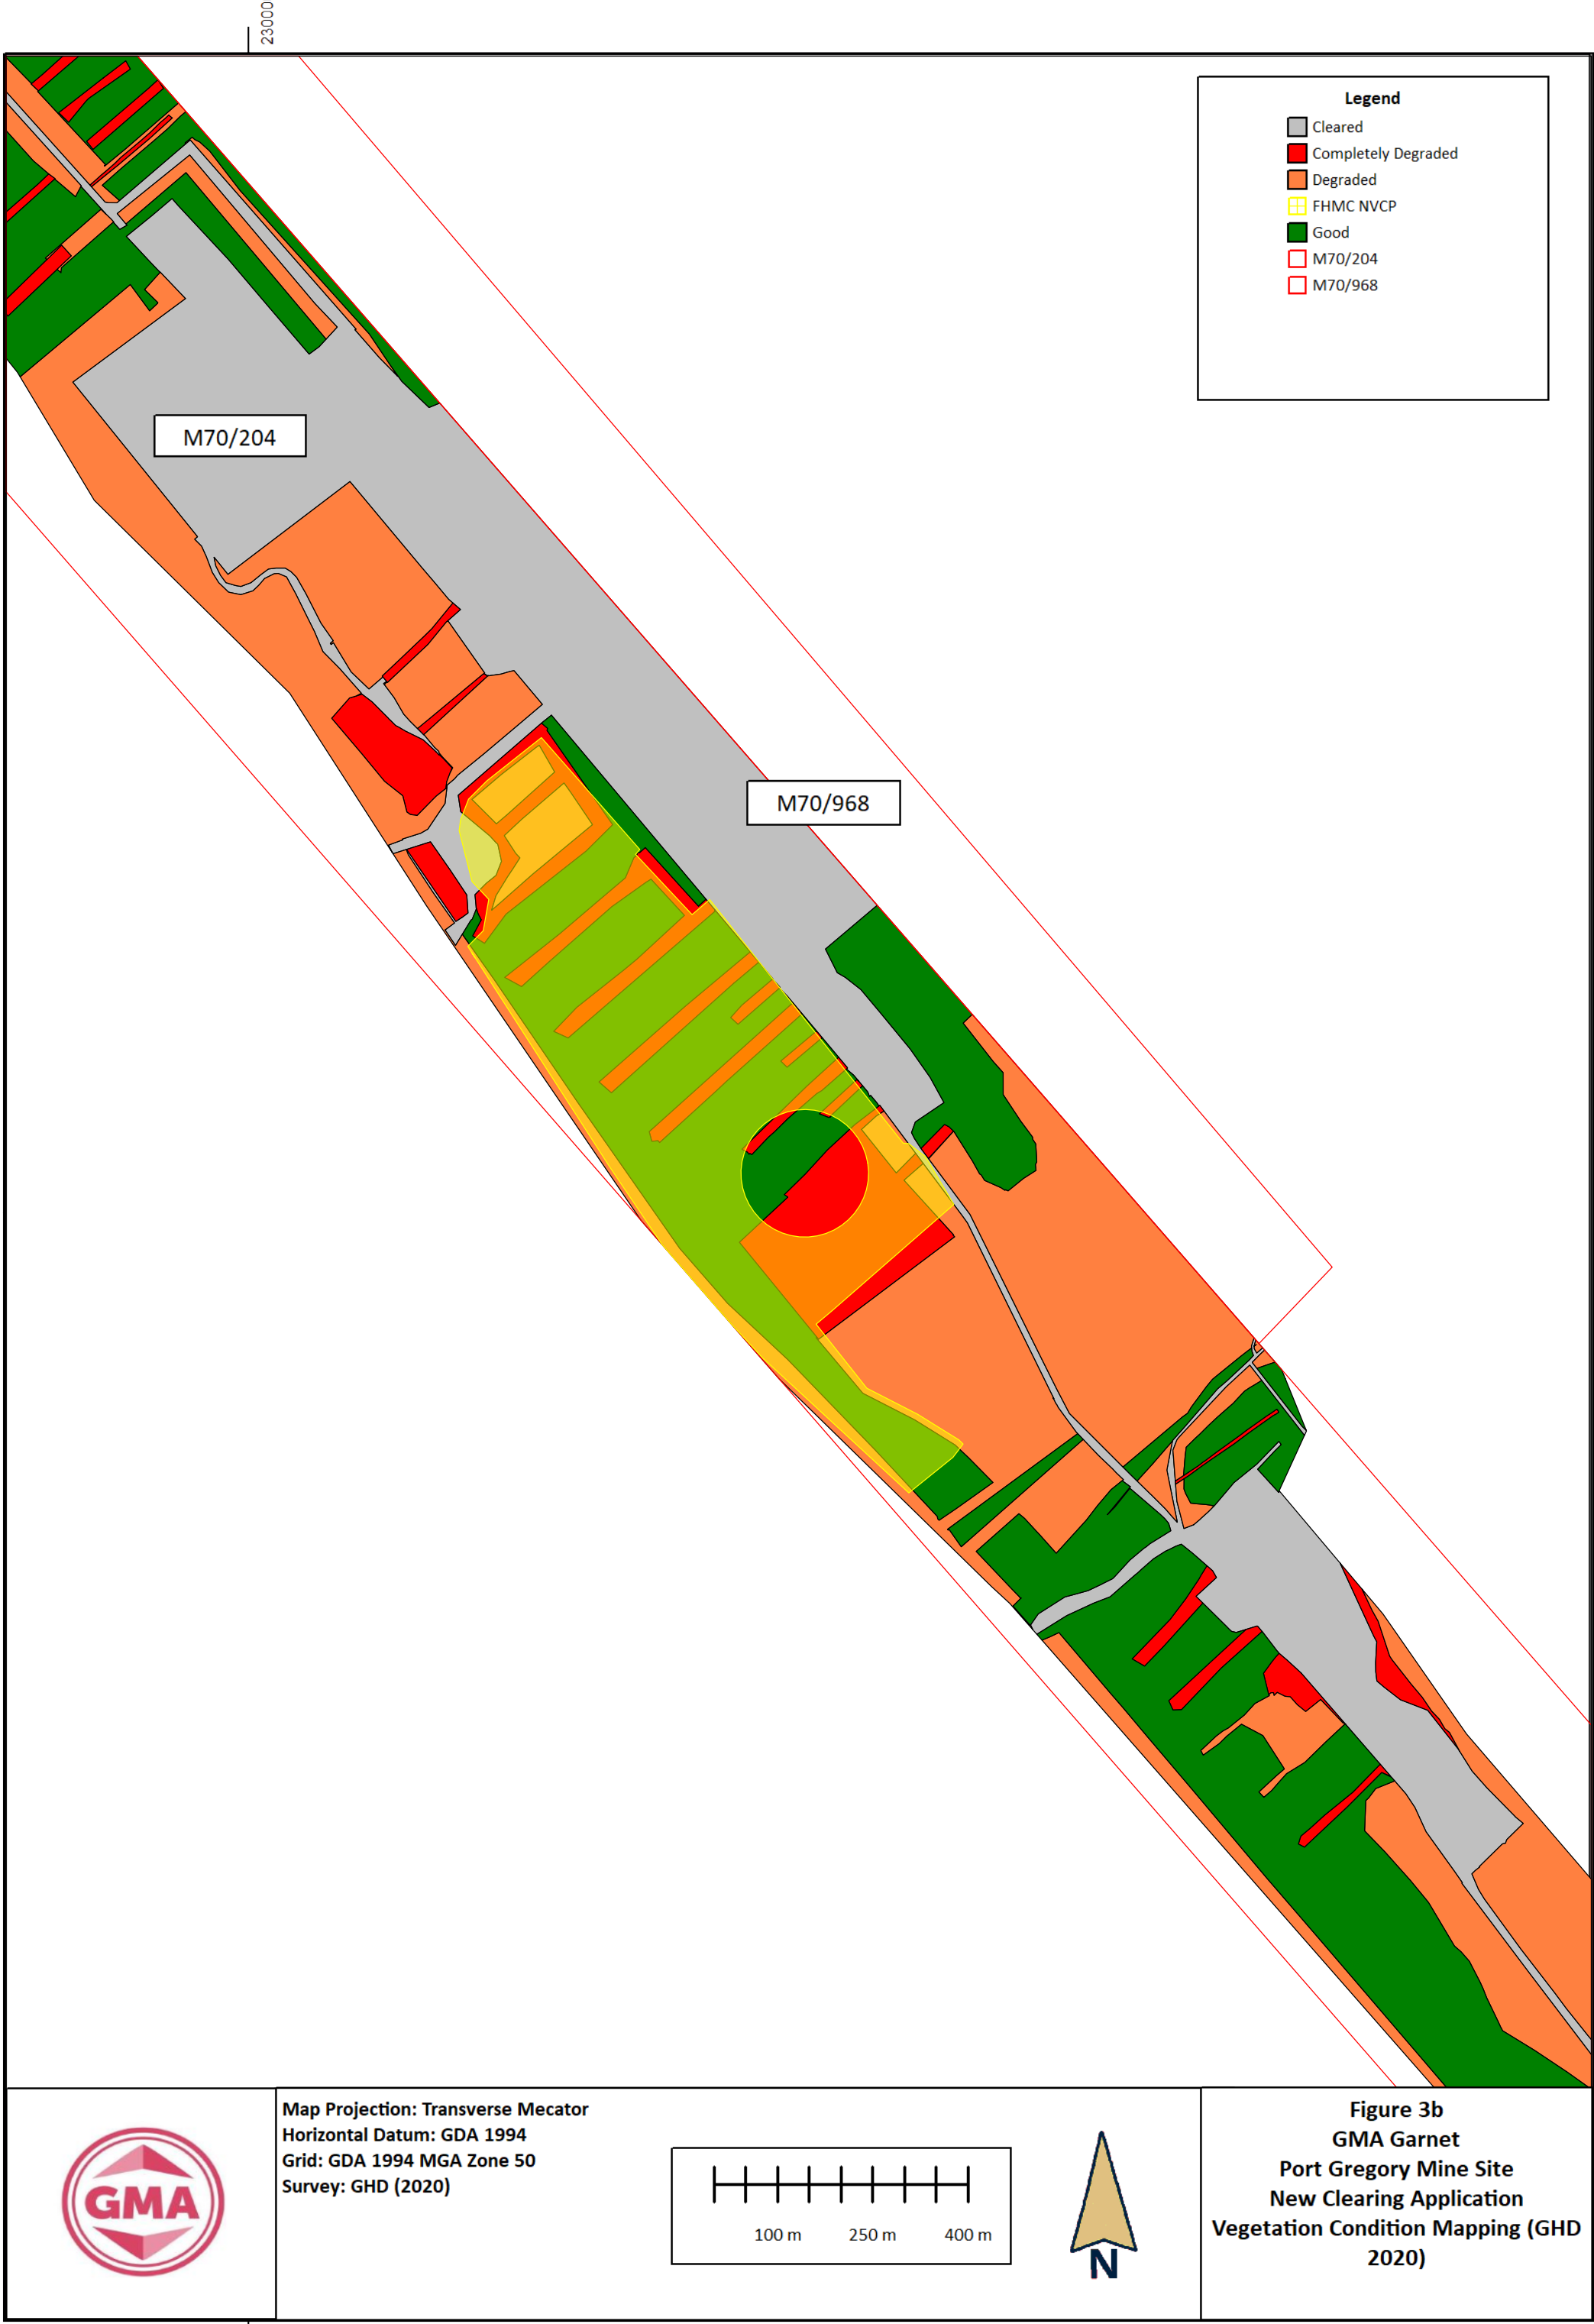 23000
Legend
Cleared
Completely Degraded
Degraded
FHMC NVCP
Good
M70/204
M70/968
M70/204
M70/968
GMA
Map Projection: Transverse Mecator
Horizontal Datum: GDA 1994
Grid: GDA 1994 MGA Zone 50
Survey: GHD (2020)
100 m 250 m 400 m
N
Figure 3b
GMA Garnet
Port Gregory Mine Site
New Clearing Application
Vegetation Condition Mapping (GHD
2020)